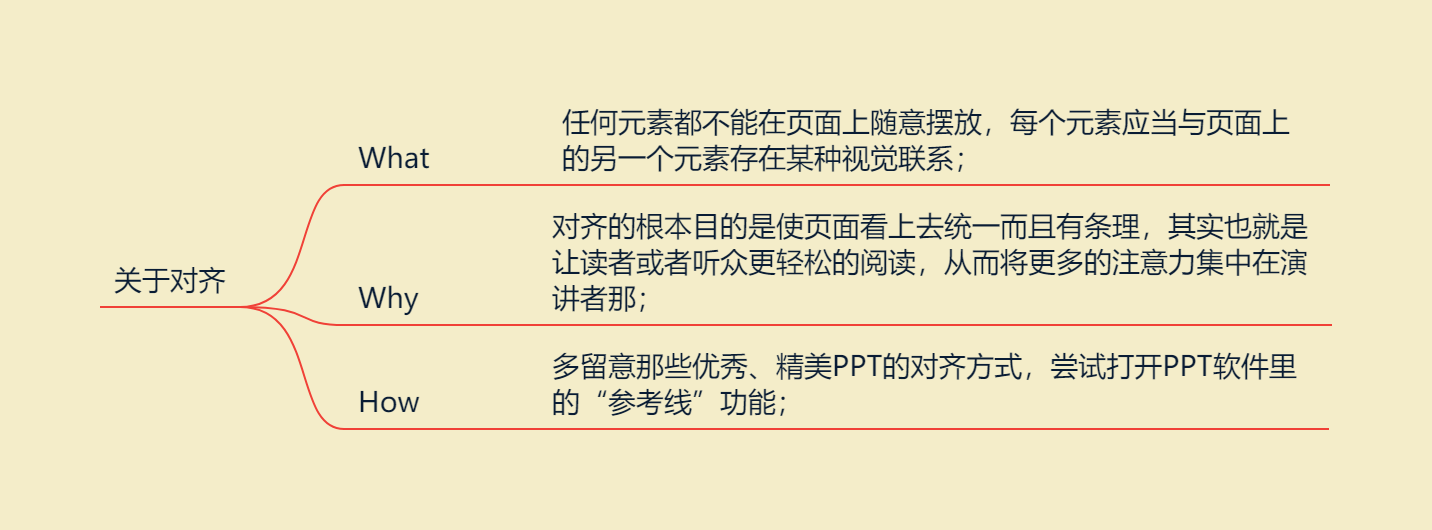 What
任何元素都不能在页面上随意摆放，每个元素应当与页面上
的另一个元素存在某种视觉联系；
关于对齐
Why
对齐的根本目的是使页面看上去统一而且有条理，其实也就是
让读者或者听众更轻松的阅读，从而将更多的注意力集中在演
讲者那；
How
多留意那些优秀、精美PPT的对齐方式，尝试打开PPT软件里
的“参考线”功能；